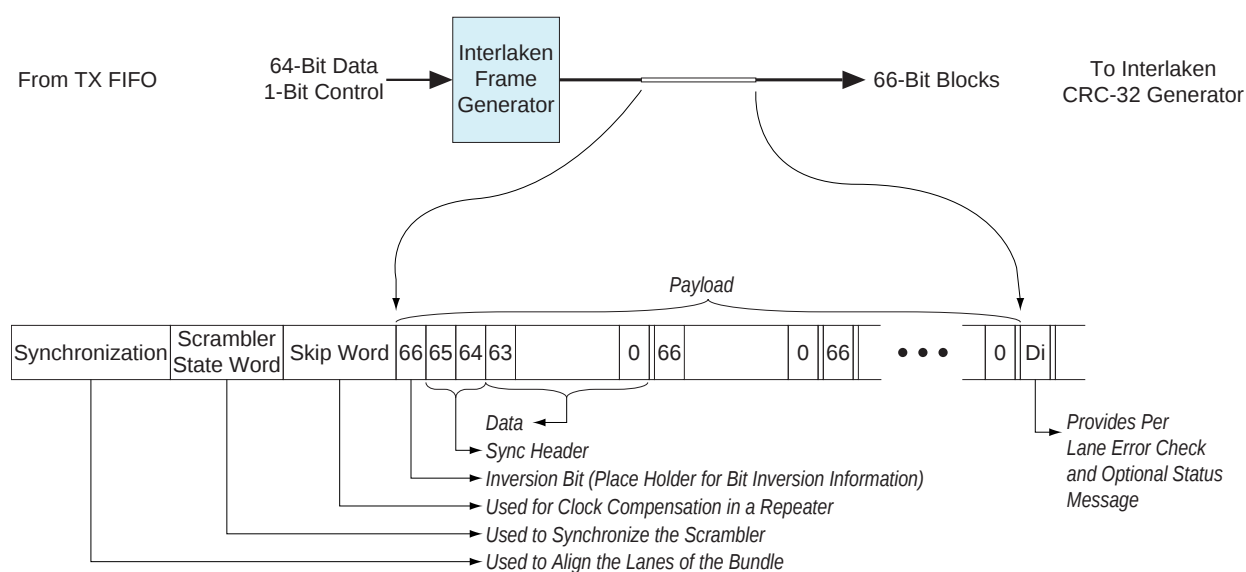 From TX FIFO
64-Bit Data
1-Bit Control
Interlaken
Frame
Generator
66-Bit Blocks
To Interlaken
CRC-32 Generator
Payload
Synchronization
Scrambler
State Word
Skip Word
66
65
64
63
0
66
0
66
• • •
0
Di
Data
Sync Header
Inversion Bit (Place Holder for Bit Inversion Information)
Used for Clock Compensation in a Repeater
Used to Synchronize the Scrambler
Used to Align the Lanes of the Bundle
Provides Per
Lane Error Check
and Optional Status
Message